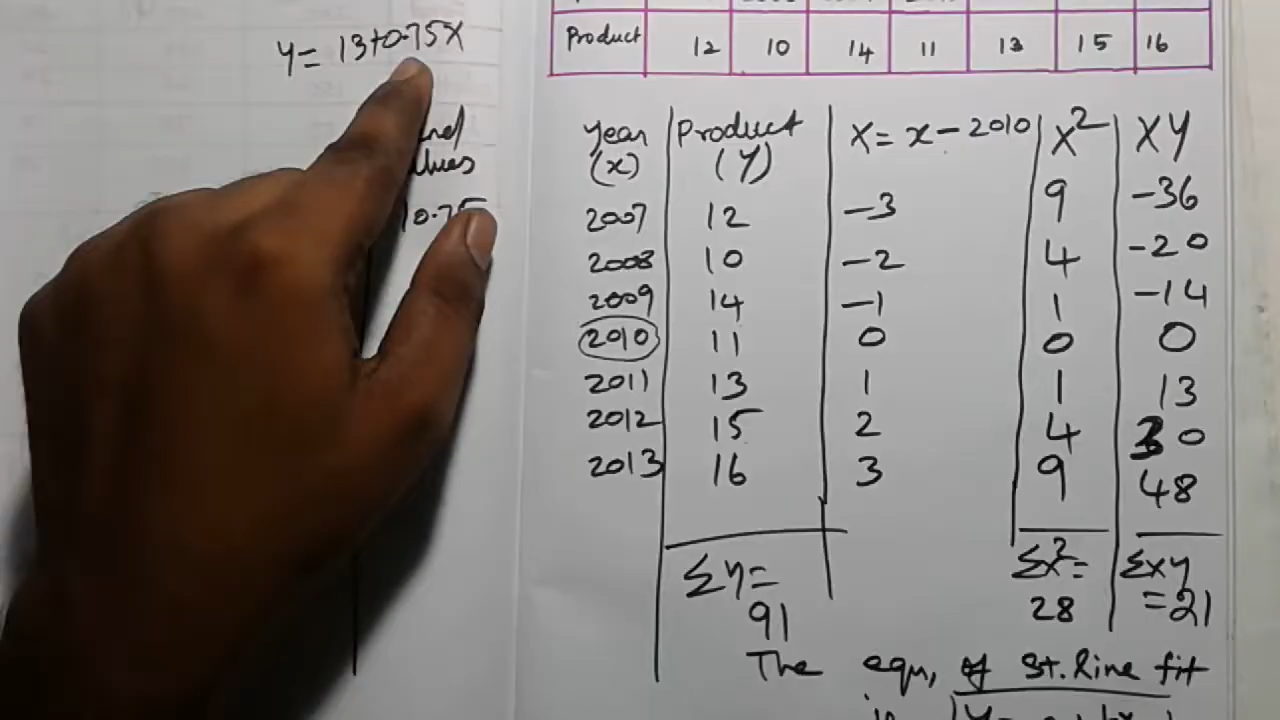 y = 13+0.75X
10.75
Product 12 10 14 11 13 15 16
year (x) Product (y) X = x - 2010 X² Xy
2007 12 -3 9 -36
2008 10 -2 4 -20
2009 14 -1 1 -14
2010 11 0 0 0
2011 13 1 1 13
2012 15 2 4 30
2013 16 3 9 48
Σy = 91 Σx² = 28 Σxy = 21
The eqn, of St. line fit